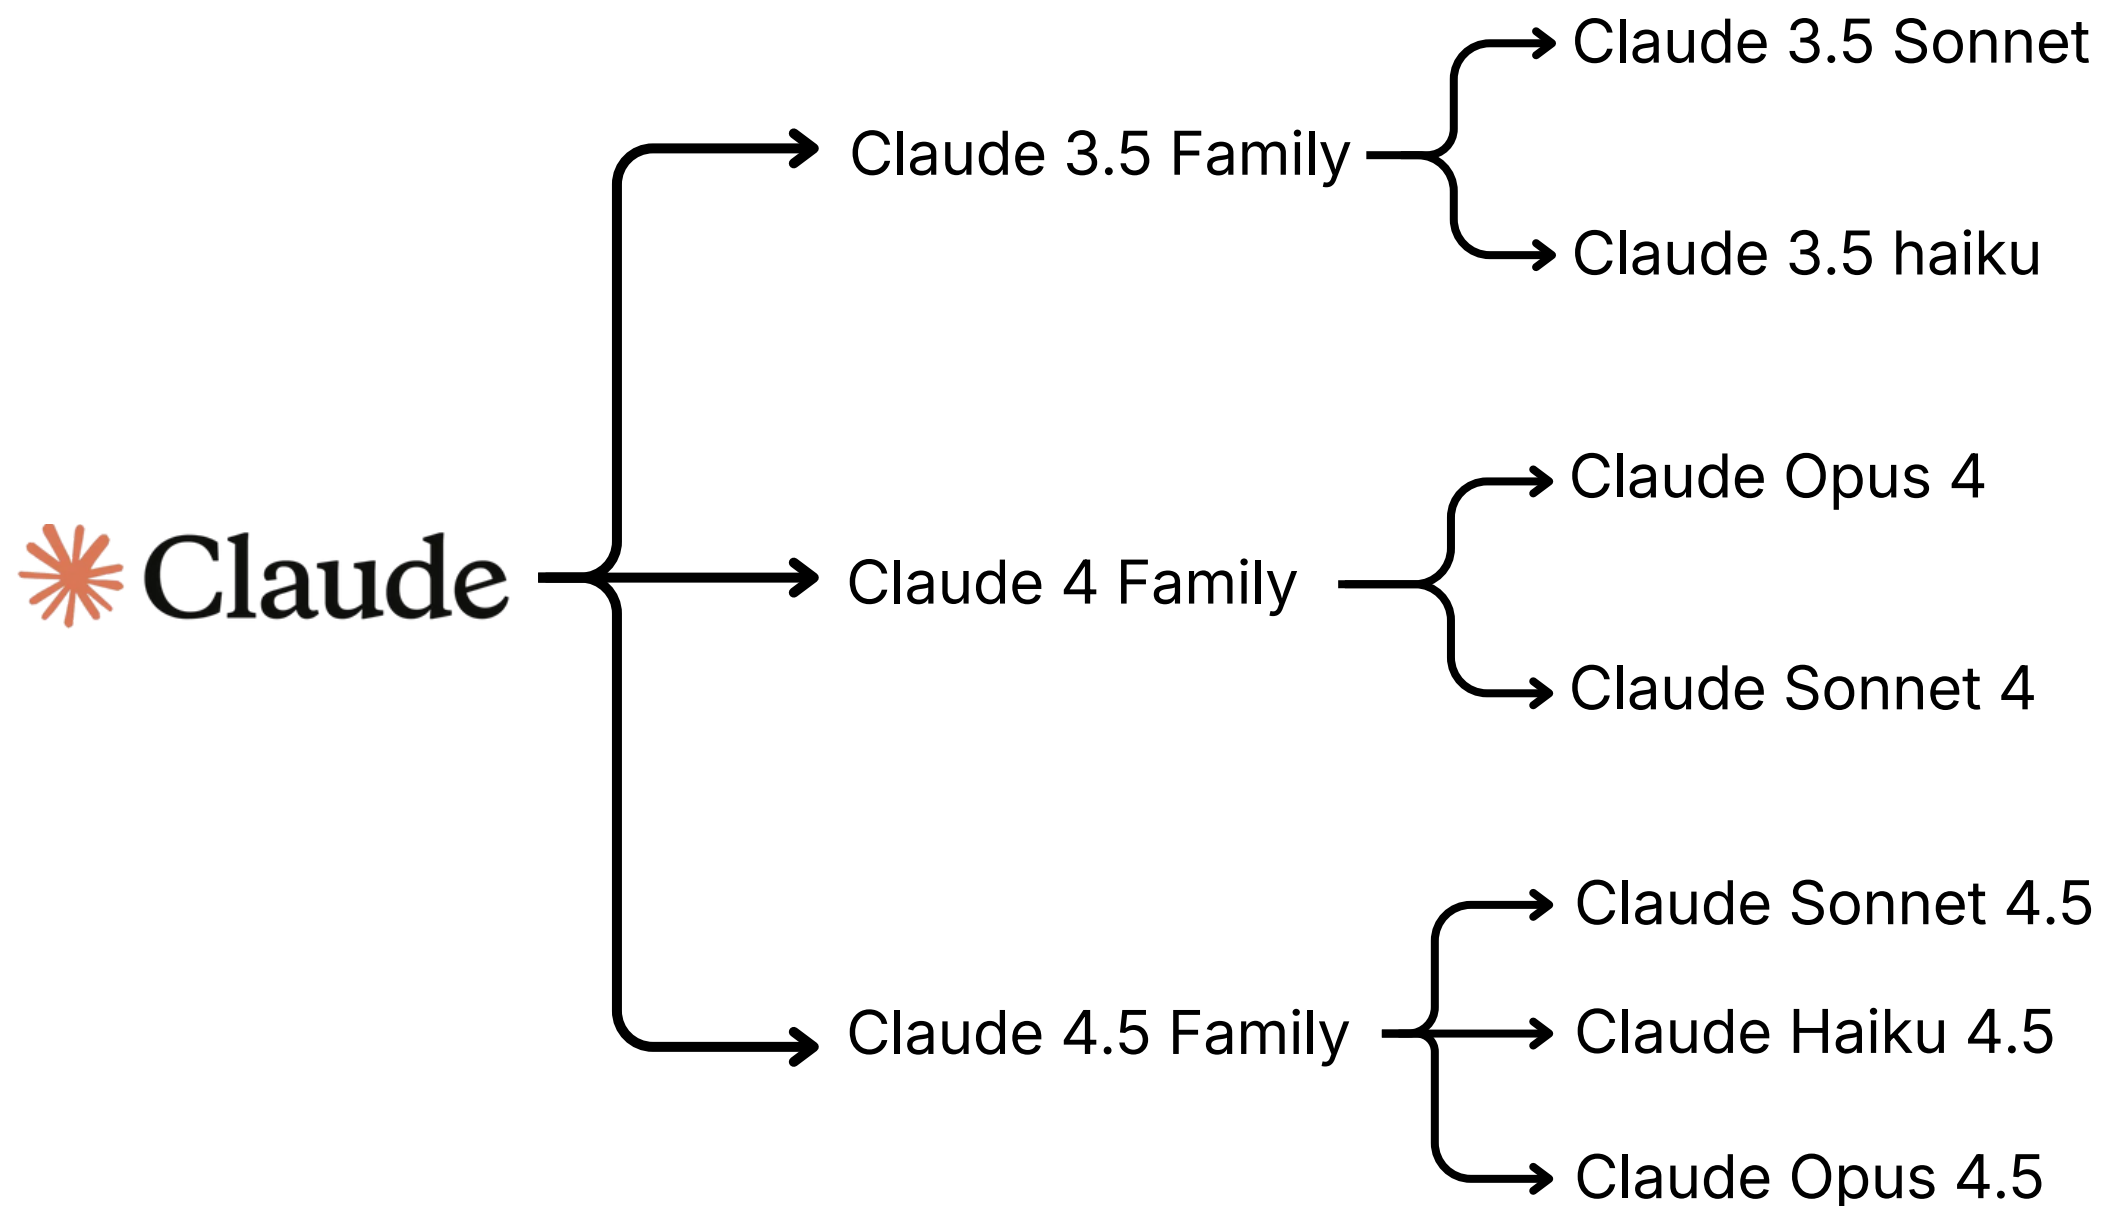 Claude
Claude 3.5 Family
Claude 3.5 Sonnet
Claude 3.5 haiku
Claude 4 Family
Claude Opus 4
Claude Sonnet 4
Claude 4.5 Family
Claude Sonnet 4.5
Claude Haiku 4.5
Claude Opus 4.5